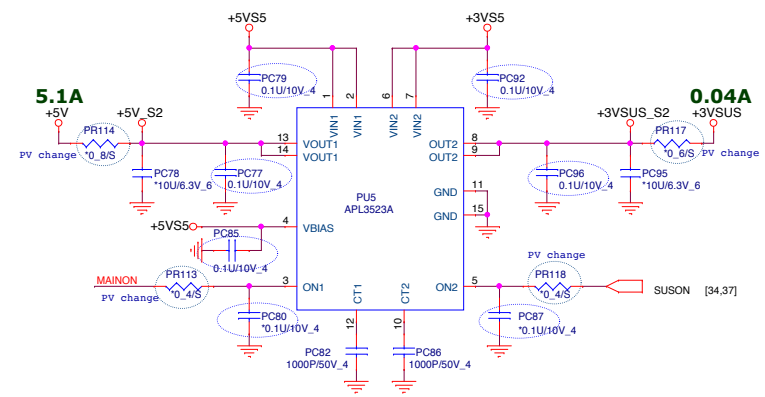 +5VS5
+3VS5
PC79
0.1U/10V_4
PC92
0.1U/10V_4
1
2
6
7
VIN1
VIN1
VIN2
VIN2
5.1A
+5V
+5V_S2
PR114
*0_8/S
PV change
PC78
*10U/6.3V_6
PC77
0.1U/10V_4
13
14
VOUT1
VOUT1
OUT2
OUT2
8
9
0.04A
+3VSUS_S2
+3VSUS
PR117
*0_6/S
PV change
PC96
0.1U/10V_4
PC95
*10U/6.3V_6
PU5
APL3523A
GND
11
GND
15
+5VS5
4
VBIAS
PC85
0.1U/10V_4
MAINON
PR113
*0_4/S
PV change
3
ON1
ON2
5
PV change
PR118
*0_4/S
SUSON
[34,37]
PC80
*0.1U/10V_4
PC87
*0.1U/10V_4
CT1
CT2
12
10
PC82
1000P/50V_4
PC86
1000P/50V_4